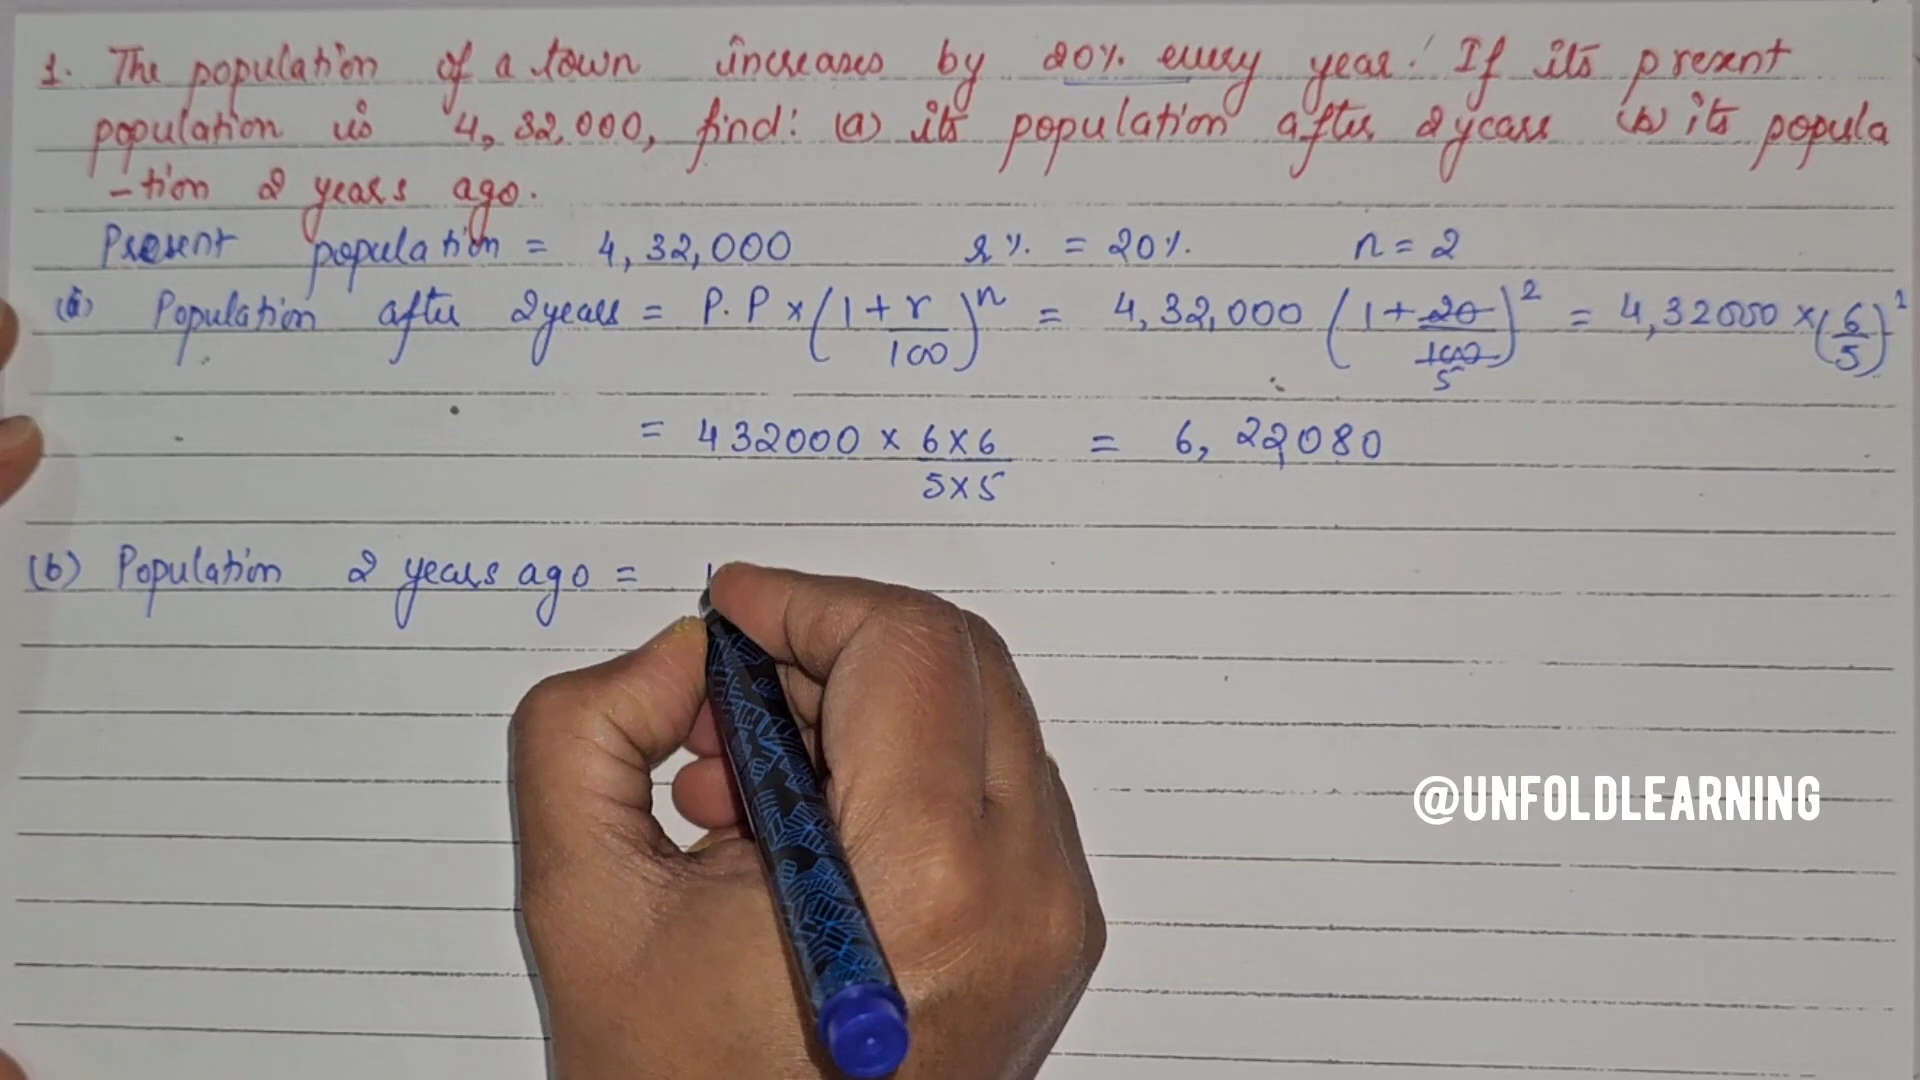 1. The population of a town increases by 20% every year. If its present
population is 4,32,000, find: (a) its population after 2 years (b) its popula
-tion 2 years ago.
Present population = 4,32,000 r% = 20% n = 2
(a) Population after 2 years = P.P × (1 + r/100)^n = 4,32,000 (1 + 20/100 5)^2 = 4,32000 × (6/5)^2
= 432000 × 6×6/5×5 = 6,22,080
(b) Population 2 years ago =
@UNFOLDLEARNING